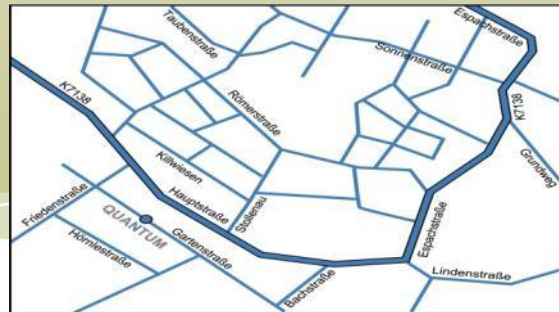 Taubenstraße
Espachstraße
Sonnenstraße
K7138
K7138
Römerstraße
Grundweg
Killwiesen
Hauptstraße
Stollenau
Friedenstraße
QUANTUM
Hörnlestraße
Gartenstraße
Espachstraße
Bachstraße
Lindenstraße